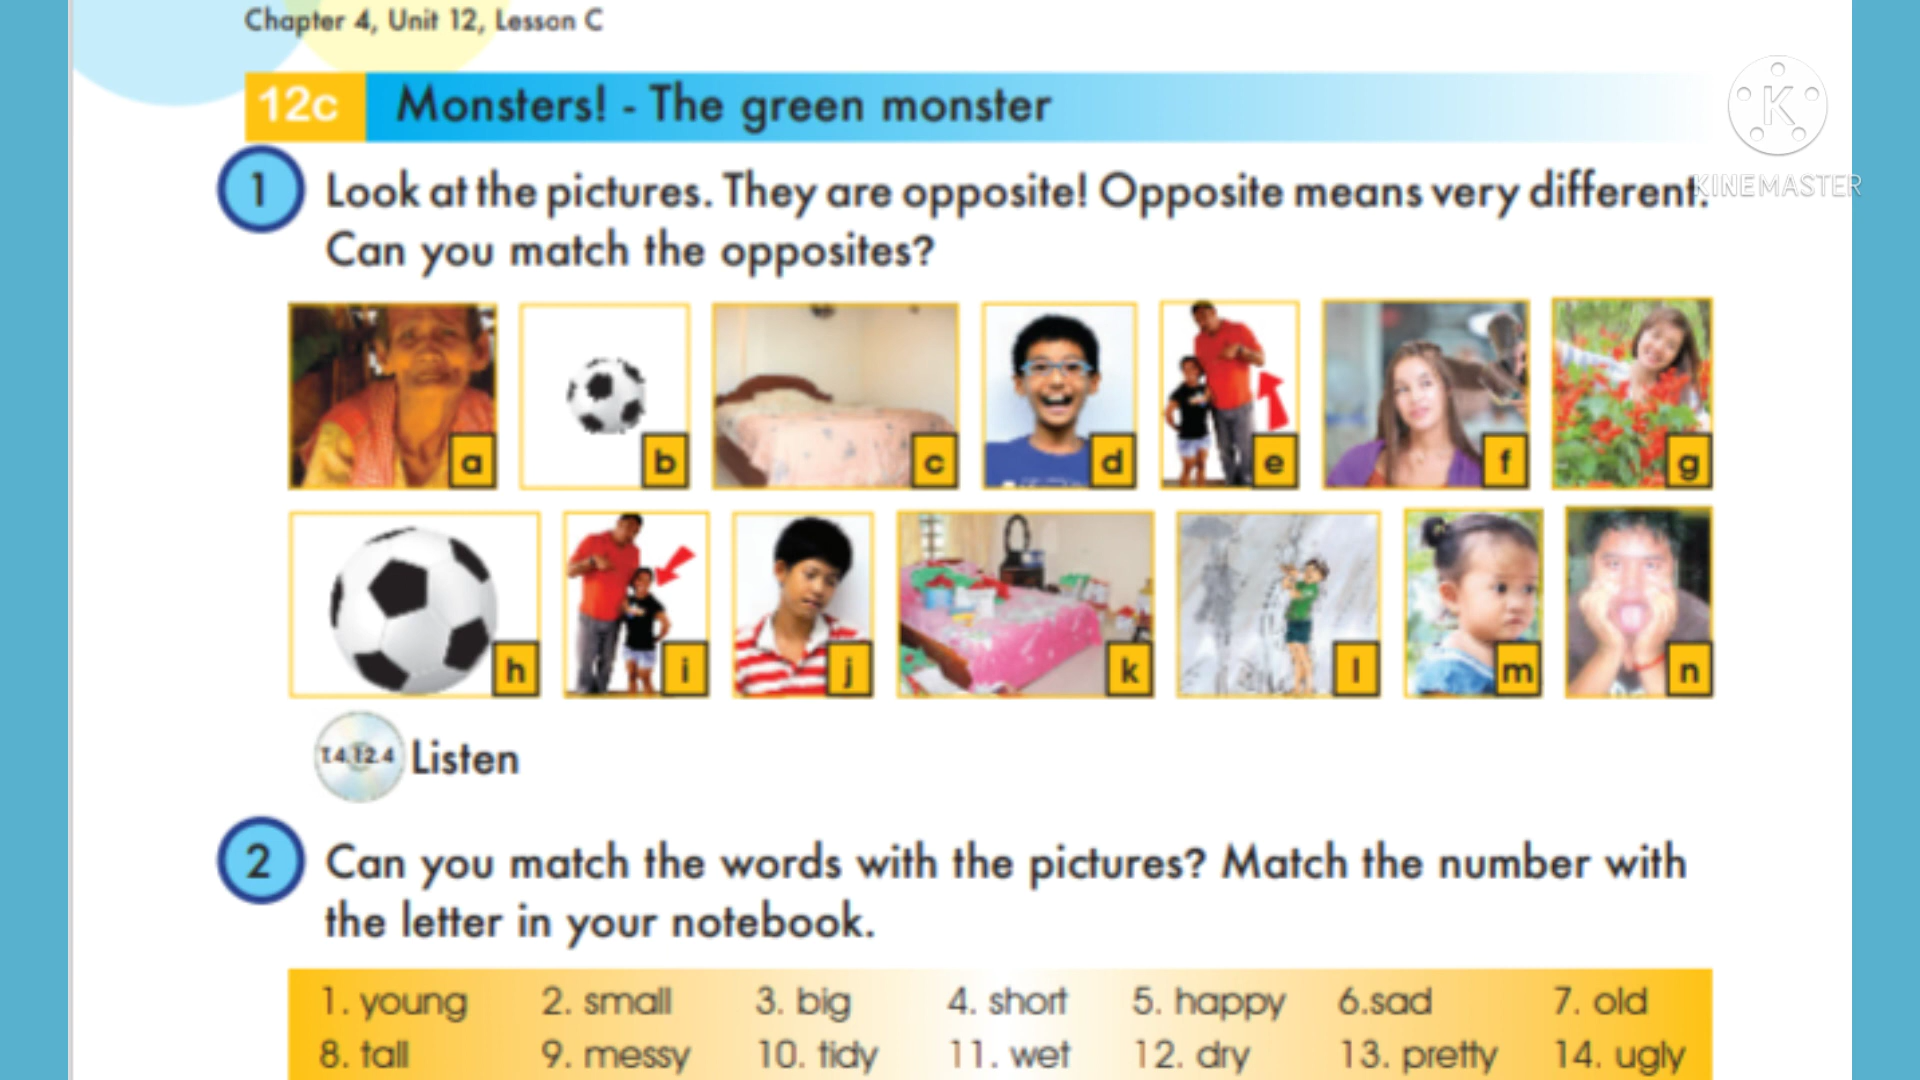 Chapter 4, Unit 12, Lesson C
12c Monsters! - The green monster
K
KINEMASTER
1 Look at the pictures. They are opposite! Opposite means very different.
Can you match the opposites?
a b c d e f g
h i j k l m n
T.4.12.4 Listen
2 Can you match the words with the pictures? Match the number with
the letter in your notebook.
1. young 2. small 3. big 4. short 5. happy 6.sad 7. old
8. tall 9. messy 10. tidy 11. wet 12. dry 13. pretty 14. ugly